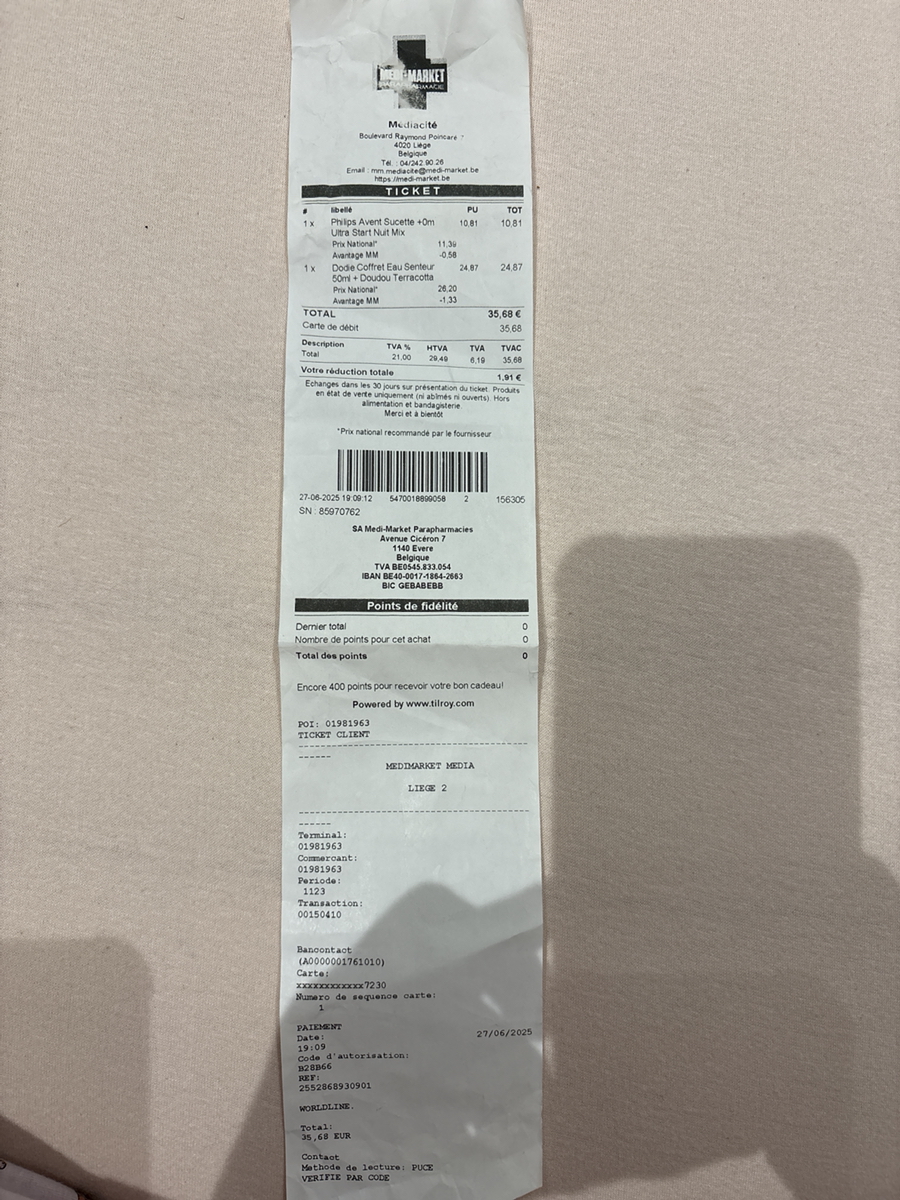 MEDI-MARKET
PARAPHARMACIE
Médiacité
Boulevard Raymond Poincaré 7
4020 Liège
Belgique
Tél. : 04/242.90.26
Email : mm.mediacite@medi-market.be
https://medi-market.be
TICKET
# libellé PU TOT
1 x Philips Avent Sucette +0m 10,81 10,81
Ultra Start Nuit Mix
Prix National* 11,39
Avantage MM -0,58
1 x Dodie Coffret Eau Senteur 24,87 24,87
50ml + Doudou Terracotta
Prix National* 26,20
Avantage MM -1,33
TOTAL 35,68 €
Carte de débit 35,68
Description TVA % HTVA TVA TVAC
Total 21,00 29,49 6,19 35,68
Votre réduction totale 1,91 €
Echanges dans les 30 jours sur présentation du ticket. Produits
en état de vente uniquement (ni abîmés ni ouverts). Hors
alimentation et bandagisterie.
Merci et à bientôt
*Prix national recommandé par le fournisseur
27-06-2025 19:09:12 5470018899058 2 156305
SN : 85970762
SA Medi-Market Parapharmacies
Avenue Cicéron 7
1140 Evere
Belgique
TVA BE0545.833.054
IBAN BE40-0017-1864-2663
BIC GEBABEBB
Points de fidélité
Dernier total 0
Nombre de points pour cet achat 0
Total des points 0
Encore 400 points pour recevoir votre bon cadeau!
Powered by www.tilroy.com
POI: 01981963
TICKET CLIENT
MEDIMARKET MEDIA
LIEGE 2
Terminal:
01981963
Commercant:
01981963
Periode:
1123
Transaction:
00150410
Bancontact
(A0000001761010)
Carte:
xxxxxxxxxxxx7230
Numero de sequence carte:
1
PAIEMENT
Date: 27/06/2025
19:09
Code d'autorisation:
B28B66
REF:
2552868930901
WORLDLINE.
Total:
35,68 EUR
Contact
Methode de lecture: PUCE
VERIFIE PAR CODE